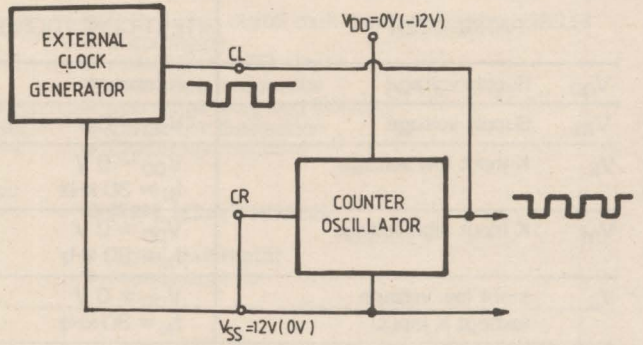 EXTERNAL
CLOCK
GENERATOR
CL
VDD=0V(-12V)
CR
COUNTER
OSCILLATOR
VSS=12V(0V)